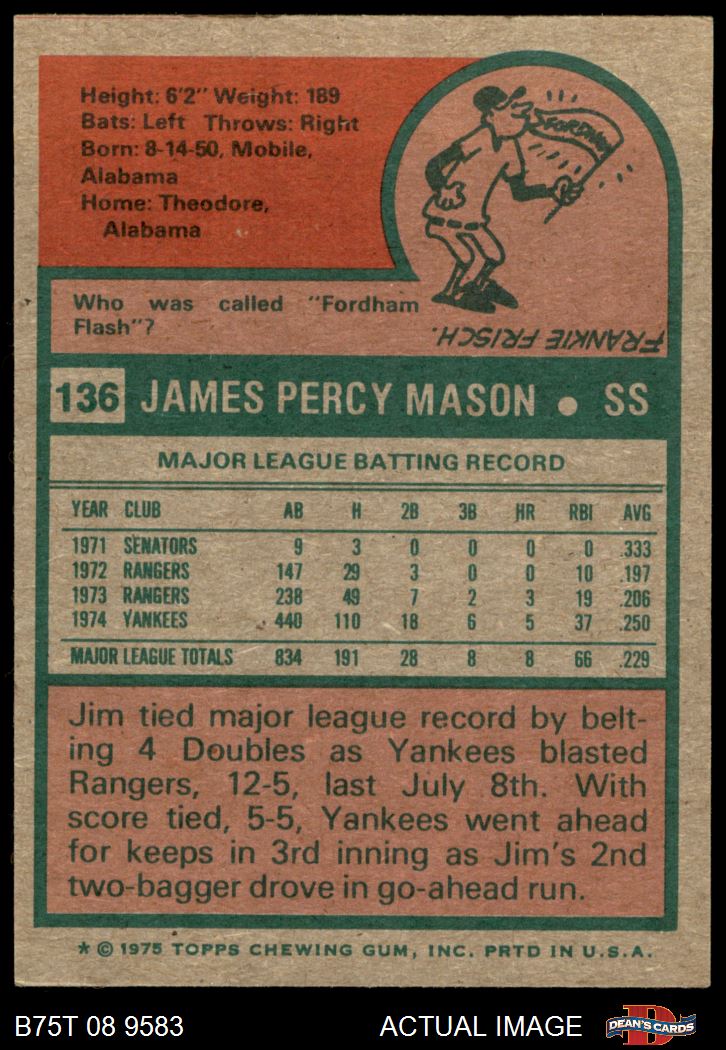 Height: 6'2" Weight: 189
Bats: Left Throws: Right
Born: 8-14-50, Mobile,
Alabama
Home: Theodore,
Alabama
FORDHAM
Who was called "Fordham
Flash"?
FRANKIE FRISCH.
136 JAMES PERCY MASON • SS
MAJOR LEAGUE BATTING RECORD
YEAR CLUB AB H 2B 3B HR RBI AVG
1971 SENATORS 9 3 0 0 0 0 .333
1972 RANGERS 147 29 3 0 0 10 .197
1973 RANGERS 238 49 7 2 3 19 .206
1974 YANKEES 440 110 18 6 5 37 .250
MAJOR LEAGUE TOTALS 834 191 28 8 8 66 .229
Jim tied major league record by belt-
ing 4 Doubles as Yankees blasted
Rangers, 12-5, last July 8th. With
score tied, 5-5, Yankees went ahead
for keeps in 3rd inning as Jim's 2nd
two-bagger drove in go-ahead run.
* © 1975 TOPPS CHEWING GUM, INC. PRTD IN U.S.A.
B75T 08 9583 ACTUAL IMAGE D DEAN'S CARDS